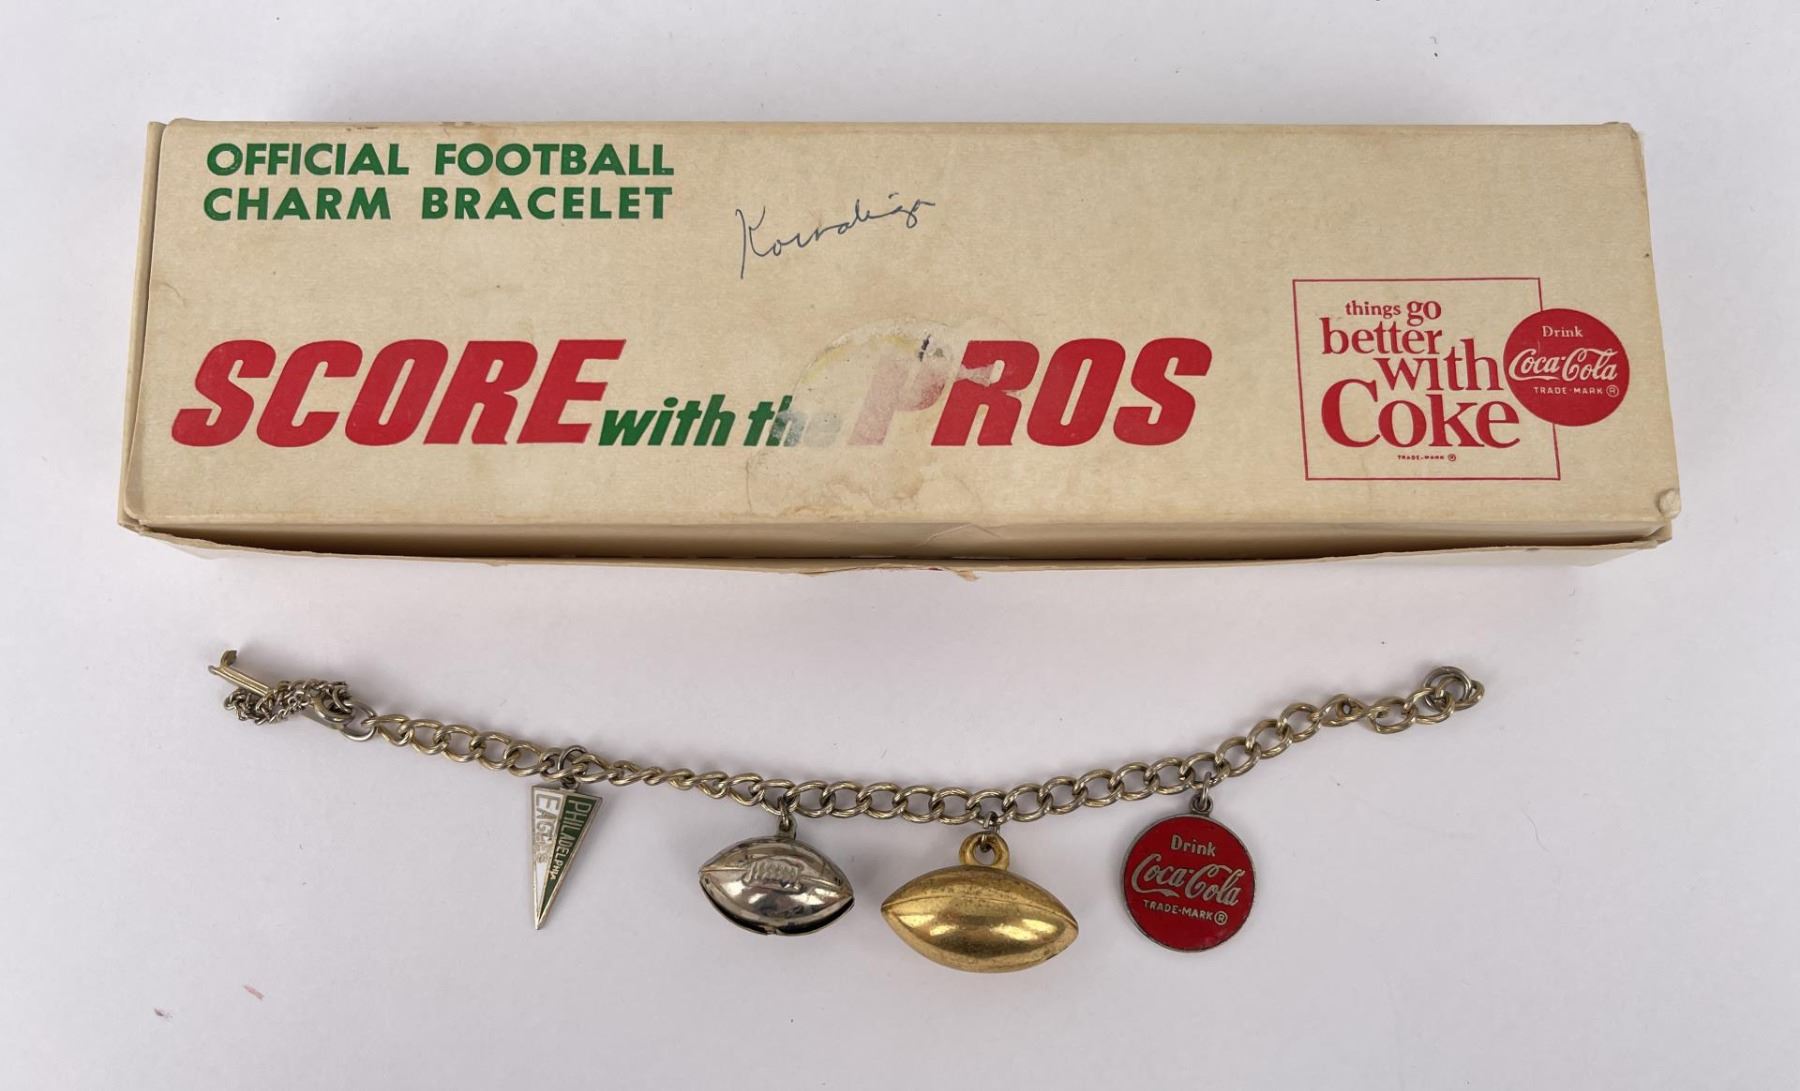 OFFICIAL FOOTBALL
CHARM BRACELET
SCORE with the PROS
things go
better
with
Coke
TRADE-MARK ®
Drink
Coca-Cola
TRADE-MARK ®
PHILADELPHIA
EAGLES
Drink
Coca-Cola
TRADE-MARK ®